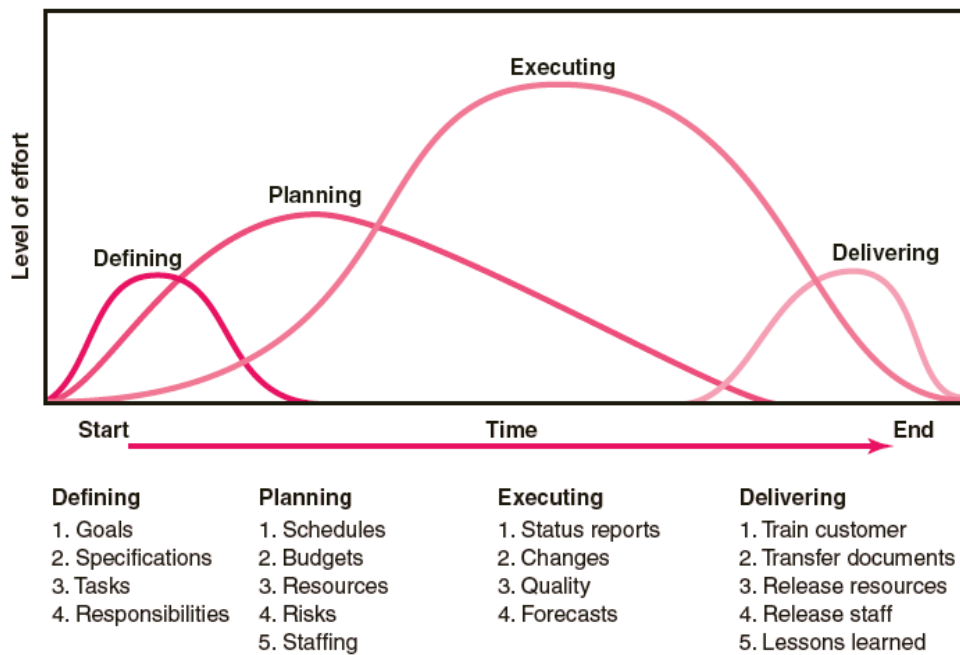 Executing
Planning
Defining
Delivering
Level of effort
Start
Time
End
Defining
1. Goals
2. Specifications
3. Tasks
4. Responsibilities
Planning
1. Schedules
2. Budgets
3. Resources
4. Risks
5. Staffing
Executing
1. Status reports
2. Changes
3. Quality
4. Forecasts
Delivering
1. Train customer
2. Transfer documents
3. Release resources
4. Release staff
5. Lessons learned